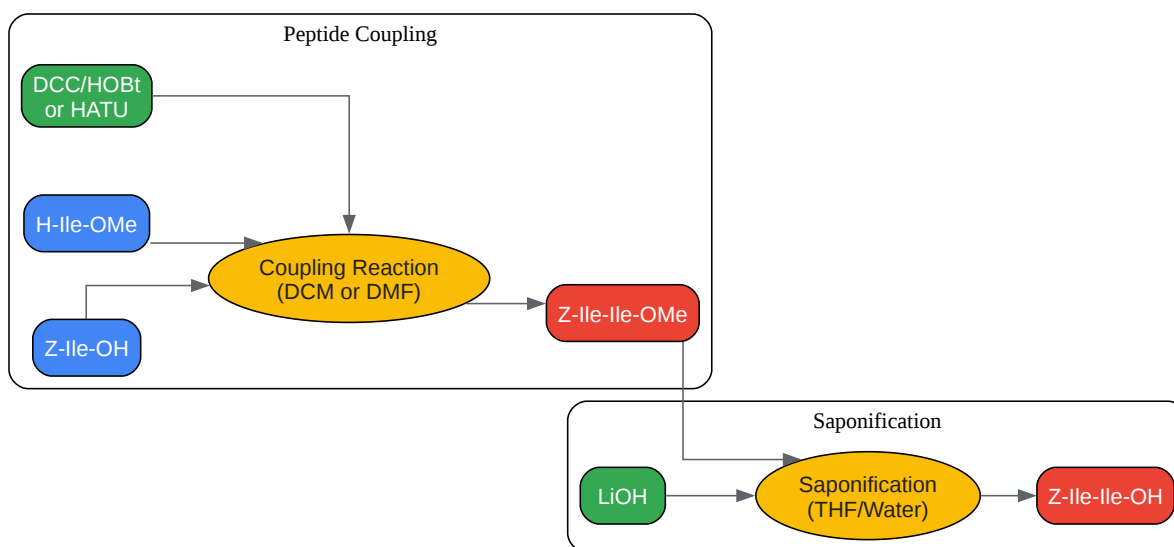 Peptide Coupling
DCC/HOBt
or HATU
H-Ile-OMe
Coupling Reaction
(DCM or DMF)
Z-Ile-Ile-OMe
Z-Ile-OH
Saponification
LiOH
Saponification
(THF/Water)
Z-Ile-Ile-OH